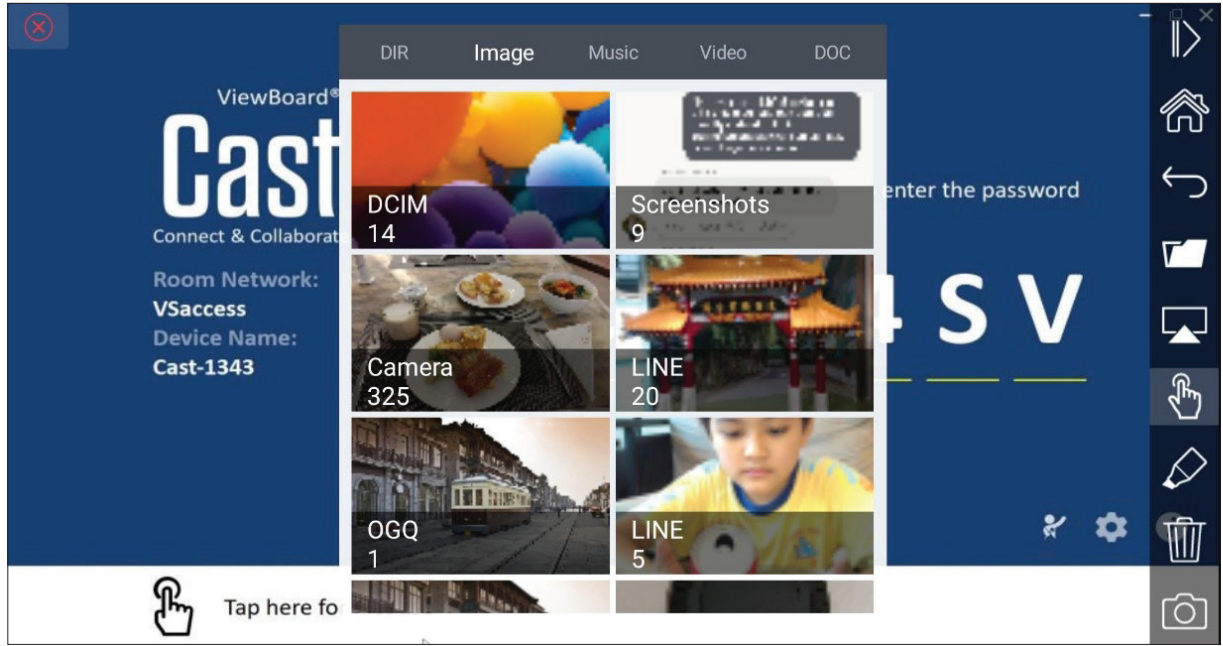 DIR Image Music Video DOC
ViewBoard®
Cast
enter the password
Connect & Collaborat
Room Network:
VSaccess
Device Name:
Cast-1343
4 S V
DCIM
14
Screenshots
9
Camera
325
LINE
20
OGQ
1
LINE
5
Tap here fo